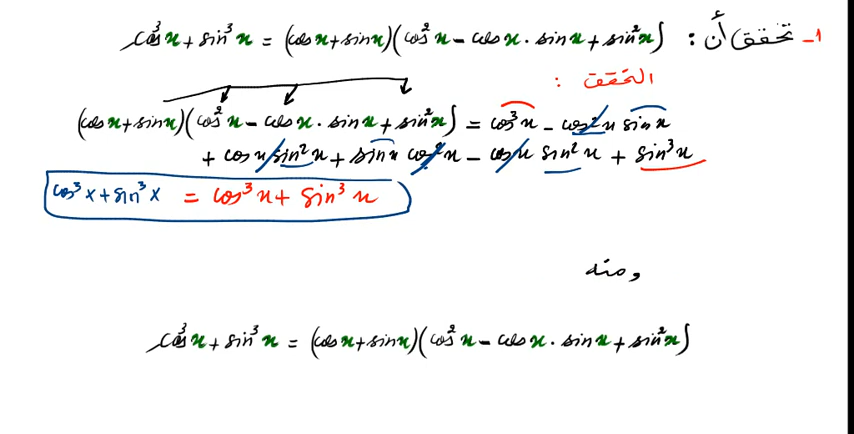 1- تحقق أن : cos³x + sin³x = (cosx + sinx)(cos²x - cosx . sinx + sin²x)
التحقق :
(cosx + sinx)(cos²x - cosx . sinx + sin²x) = cos³x - cos²x sinx
+ cosx sin²x + sinx cos²x - cosx sin²x + sin³x
cos³x + sin³x = cos³x + sin³x
ومنه
cos³x + sin³x = (cosx + sinx)(cos²x - cosx . sinx + sin²x)